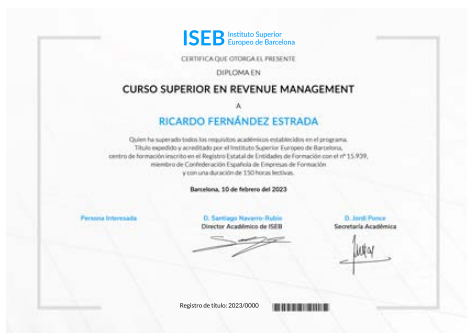 ISEB Instituto Superior
Europeo de Barcelona
CERTIFICA QUE OTORGA EL PRESENTE
DIPLOMA EN
CURSO SUPERIOR EN REVENUE MANAGEMENT
A
RICARDO FERNÁNDEZ ESTRADA
Quien ha superado todos los requisitos académicos establecidos en el programa.
Título expedido y acreditado por el Instituto Superior Europeo de Barcelona,
centro de formación inscrito en el Registro Estatal de Entidades de Formación con el nº 15.939,
miembro de Confederación Española de Empresas de Formación
y con una duración de 150 horas lectivas.
Barcelona, 10 de febrero del 2023
Persona Interesada
D. Santiago Navarro-Rubio
Director Académico de ISEB
D. Jordi Ponce
Secretaría Académica
Registro de título: 2023/0000